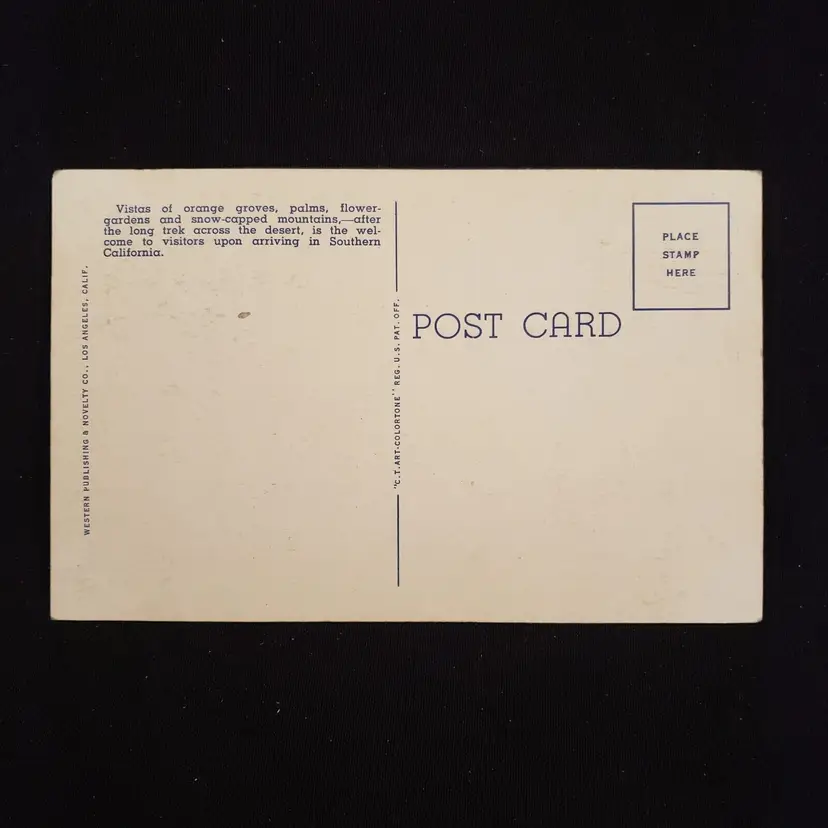 Vistas of orange groves, palms, flower-
gardens and snow-capped mountains,—after
the long trek across the desert, is the wel-
come to visitors upon arriving in Southern
California.
WESTERN PUBLISHING & NOVELTY CO., LOS ANGELES, CALIF.
"C.T.ART-COLORTONE" REG. U.S. PAT. OFF.
POST CARD
PLACE
STAMP
HERE